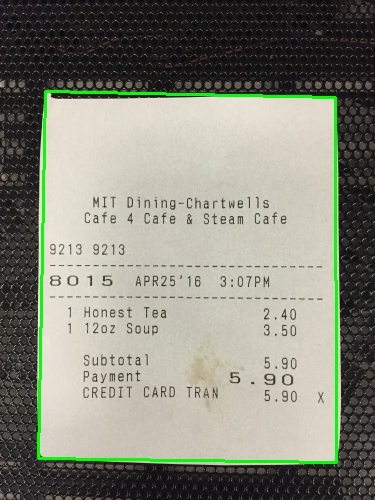 MIT Dining-Chartwells
Cafe 4 Cafe & Steam Cafe
9213 9213
--------------------------------
8015 APR25'16 3:07PM
--------------------------------
1 Honest Tea 2.40
1 12oz Soup 3.50
Subtotal 5.90
Payment 5.90
CREDIT CARD TRAN 5.90 X